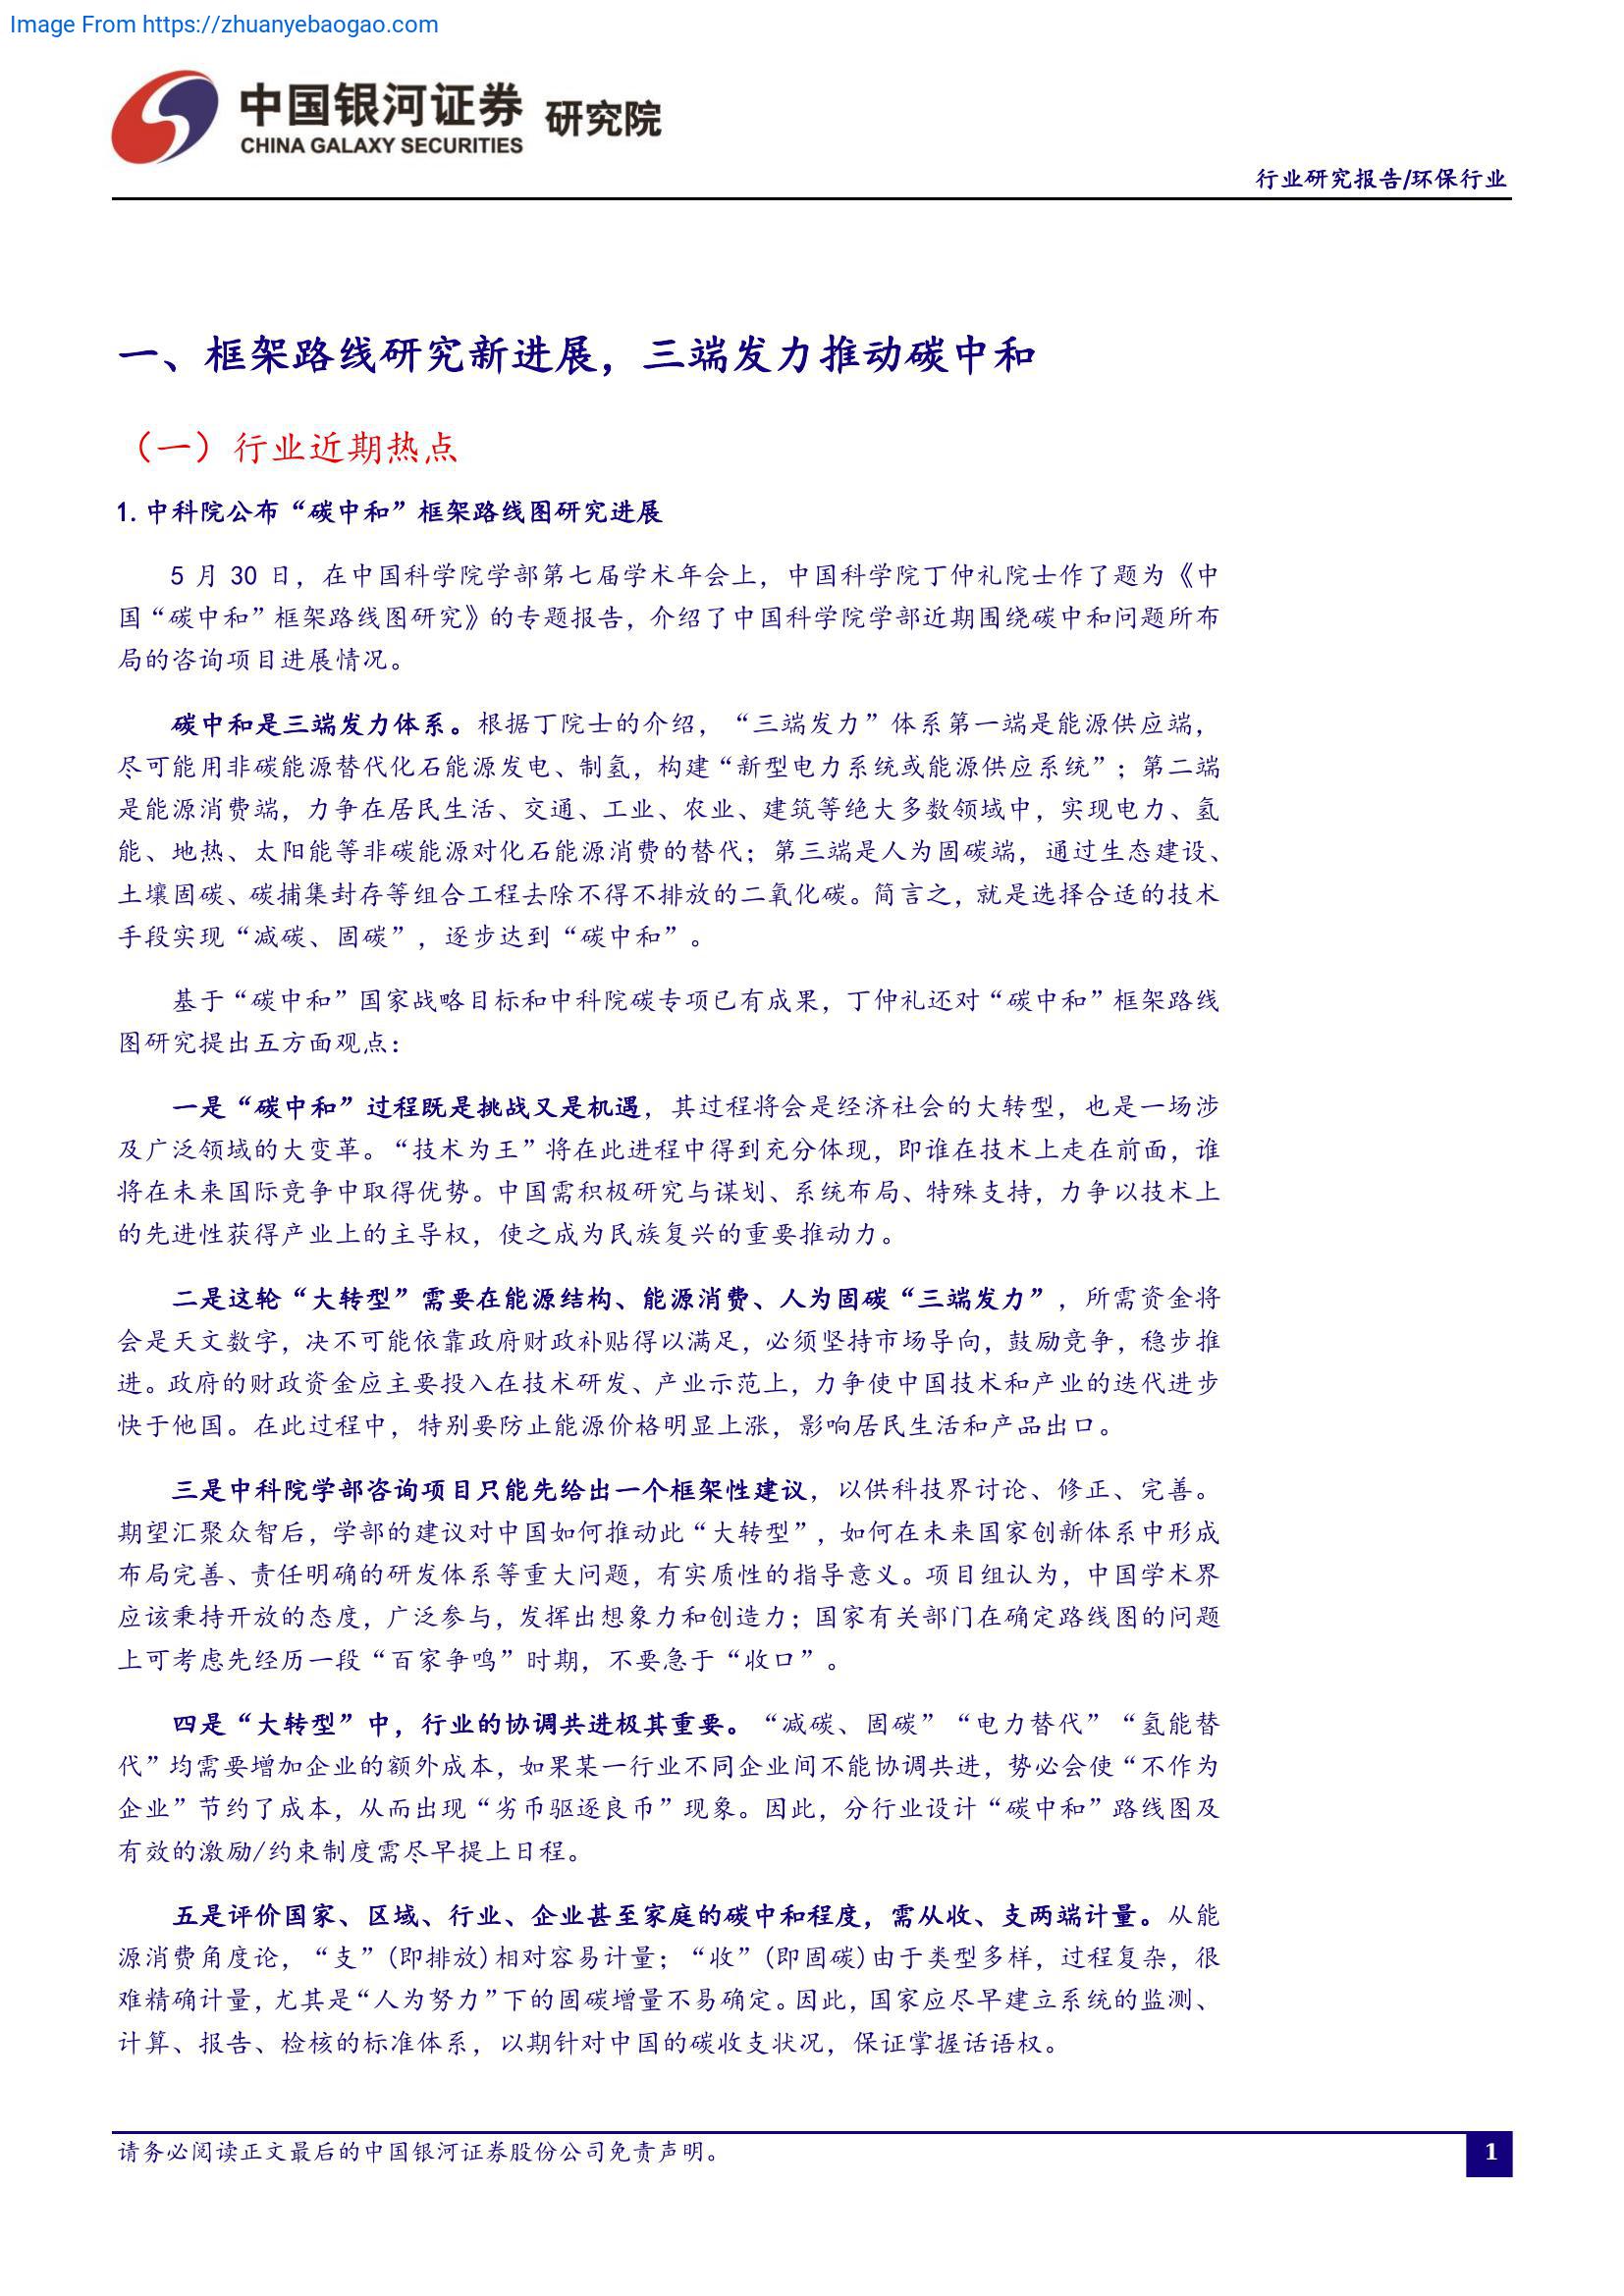 Image From https://zhuanyebaogao.com
中国银河证券 研究院
CHINA GALAXY SECURITIES
行业研究报告/环保行业
一、框架路线研究新进展，三端发力推动碳中和
（一）行业近期热点
1.中科院公布“碳中和”框架路线图研究进展
5 月 30 日，在中国科学院学部第七届学术年会上，中国科学院丁仲礼院士作了题为《中
国“碳中和”框架路线图研究》的专题报告，介绍了中国科学院学部近期围绕碳中和问题所布
局的咨询项目进展情况。
碳中和是三端发力体系。根据丁院士的介绍，“三端发力”体系第一端是能源供应端，
尽可能用非碳能源替代化石能源发电、制氢，构建“新型电力系统或能源供应系统”；第二端
是能源消费端，力争在居民生活、交通、工业、农业、建筑等绝大多数领域中，实现电力、氢
能、地热、太阳能等非碳能源对化石能源消费的替代；第三端是人为固碳端，通过生态建设、
土壤固碳、碳捕集封存等组合工程去除不得不排放的二氧化碳。简言之，就是选择合适的技术
手段实现“减碳、固碳”，逐步达到“碳中和”。
基于“碳中和”国家战略目标和中科院碳专项已有成果，丁仲礼还对“碳中和”框架路线
图研究提出五方面观点：
一是“碳中和”过程既是挑战又是机遇，其过程将会是经济社会的大转型，也是一场涉
及广泛领域的大变革。“技术为王”将在此进程中得到充分体现，即谁在技术上走在前面，谁
将在未来国际竞争中取得优势。中国需积极研究与谋划、系统布局、特殊支持，力争以技术上
的先进性获得产业上的主导权，使之成为民族复兴的重要推动力。
二是这轮“大转型”需要在能源结构、能源消费、人为固碳“三端发力”，所需资金将
会是天文数字，决不可能依靠政府财政补贴得以满足，必须坚持市场导向，鼓励竞争，稳步推
进。政府的财政资金应主要投入在技术研发、产业示范上，力争使中国技术和产业的迭代进步
快于他国。在此过程中，特别要防止能源价格明显上涨，影响居民生活和产品出口。
三是中科院学部咨询项目只能先给出一个框架性建议，以供科技界讨论、修正、完善。
期望汇聚众智后，学部的建议对中国如何推动此“大转型”，如何在未来国家创新体系中形成
布局完善、责任明确的研发体系等重大问题，有实质性的指导意义。项目组认为，中国学术界
应该秉持开放的态度，广泛参与，发挥出想象力和创造力；国家有关部门在确定路线图的问题
上可考虑先经历一段“百家争鸣”时期，不要急于“收口”。
四是“大转型”中，行业的协调共进极其重要。“减碳、固碳”“电力替代”“氢能替
代”均需要增加企业的额外成本，如果某一行业不同企业间不能协调共进，势必会使“不作为
企业”节约了成本，从而出现“劣币驱逐良币”现象。因此，分行业设计“碳中和”路线图及
有效的激励/约束制度需尽早提上日程。
五是评价国家、区域、行业、企业甚至家庭的碳中和程度，需从收、支两端计量。从能
源消费角度论，“支”(即排放)相对容易计量；“收”(即固碳)由于类型多样，过程复杂，很
难精确计量，尤其是“人为努力”下的固碳增量不易确定。因此，国家应尽早建立系统的监测、
计算、报告、检核的标准体系，以期针对中国的碳收支状况，保证掌握话语权。
请务必阅读正文最后的中国银河证券股份公司免责声明。
1